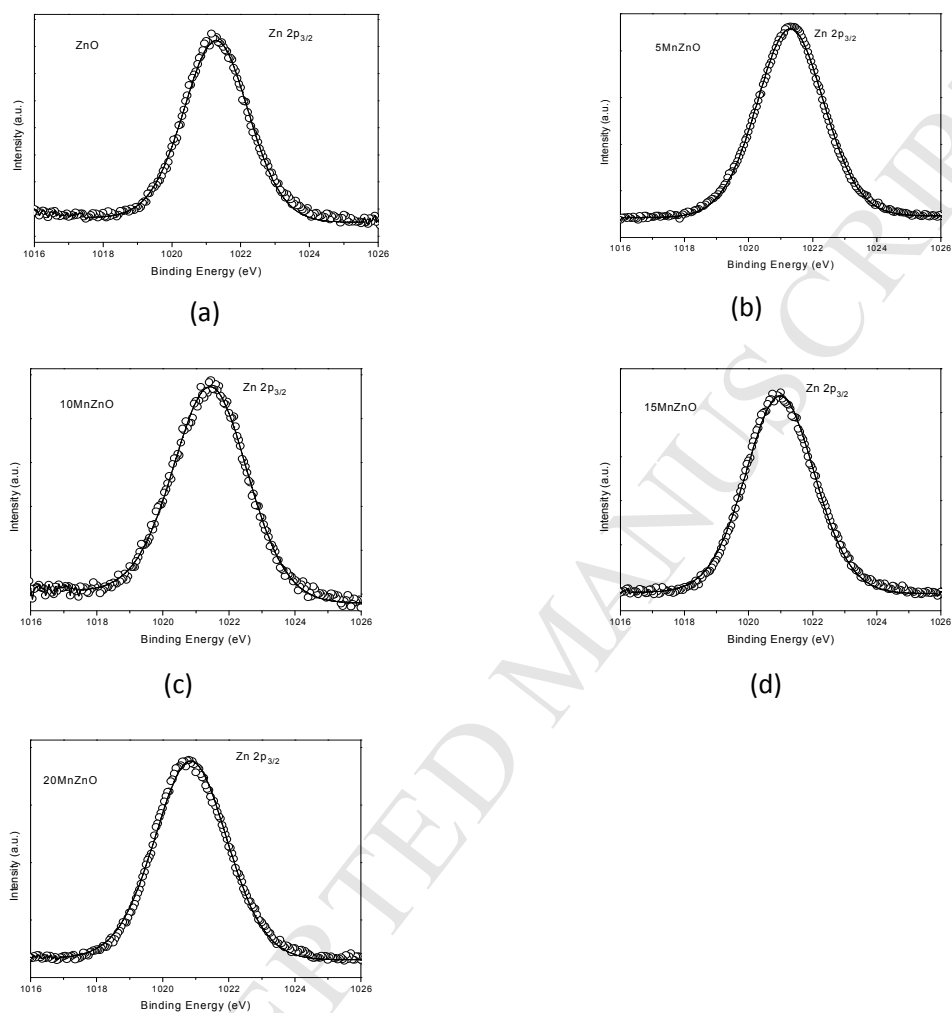 ZnO
Zn 2p3/2
Intensity (a.u.)
1016 1018 1020 1022 1024 1026
Binding Energy (eV)
(a)
5MnZnO
Zn 2p3/2
Intensity (a.u.)
1016 1018 1020 1022 1024 1026
Binding Energy (eV)
(b)
10MnZnO
Zn 2p3/2
Intensity (a.u.)
1016 1018 1020 1022 1024 1026
Binding Energy (eV)
(c)
15MnZnO
Zn 2p3/2
Intensity (a.u.)
1016 1018 1020 1022 1024 1026
Binding Energy (eV)
(d)
20MnZnO
Zn 2p3/2
Intensity (a.u.)
1016 1018 1020 1022 1024 1026
Binding Energy (eV)
EPTED MANUSCRIP